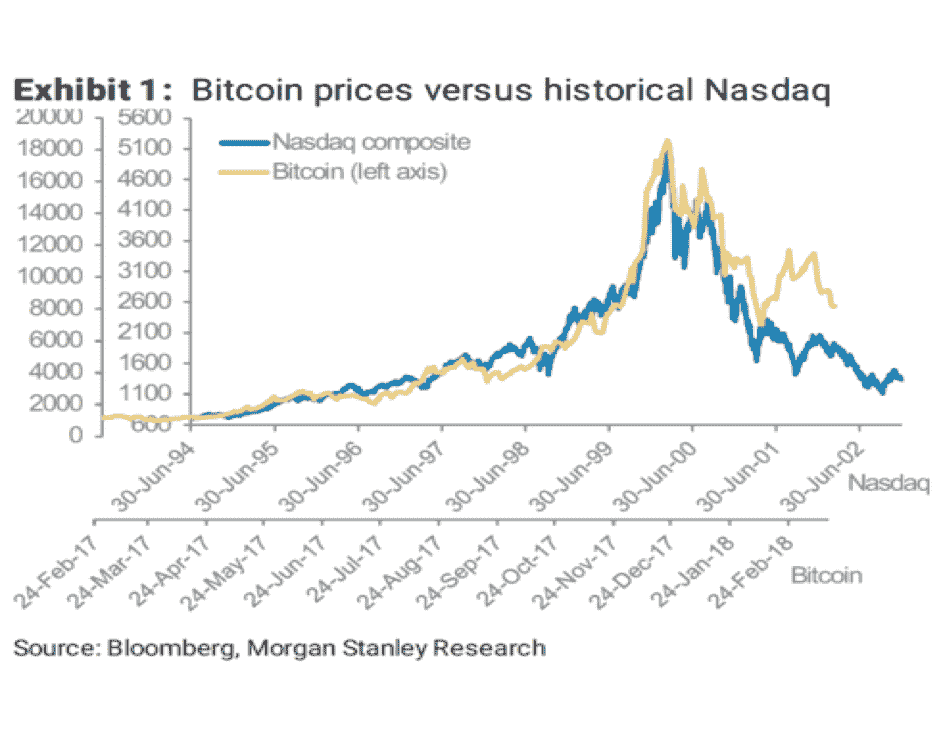 Exhibit 1: Bitcoin prices versus historical Nasdaq
20000
18000
16000
14000
12000
10000
8000
6000
4000
2000
0
5600
5100
4600
4100
3600
3100
2600
2100
1600
1100
600
Nasdaq composite
Bitcoin (left axis)
30-Jun-94
30-Jun-95
30-Jun-96
30-Jun-97
30-Jun-98
30-Jun-99
30-Jun-00
30-Jun-01
30-Jun-02
Nasdaq
24-Feb-17
24-Mar-17
24-Apr-17
24-May-17
24-Jun-17
24-Jul-17
24-Aug-17
24-Sep-17
24-Oct-17
24-Nov-17
24-Dec-17
24-Jan-18
24-Feb-18
Bitcoin
Source: Bloomberg, Morgan Stanley Research